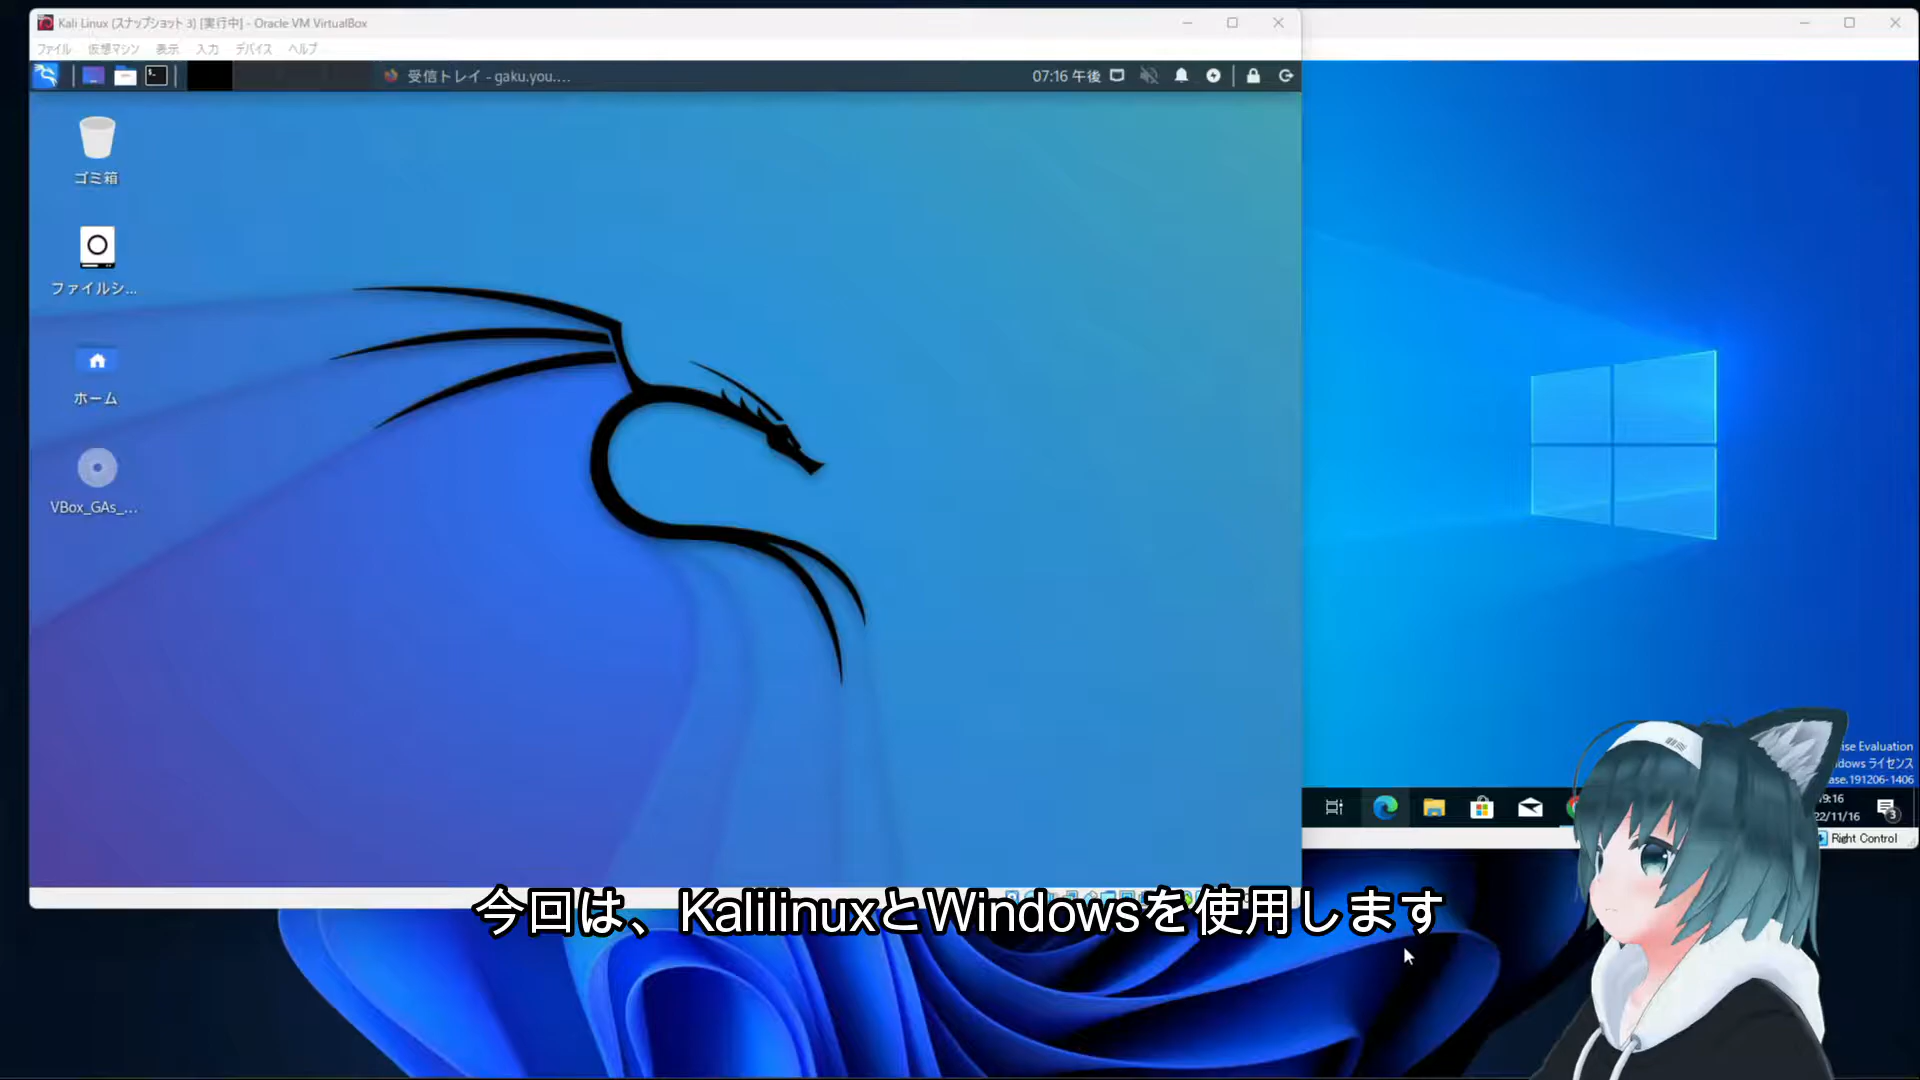 Kali Linux (スナップショット 3) [実行中] - Oracle VM VirtualBox
ファイル 仮想マシン 表示 入力 デバイス ヘルプ
受信トレイ - gaku.you....
07:16 午後
ゴミ箱
ファイルシ...
ホーム
VBox_GAs_...
ise Evaluation
dows ライセンス
ase.191206-1406
19:16
22/11/16
3
Right Control
今回は、KalilinuxとWindowsを使用します